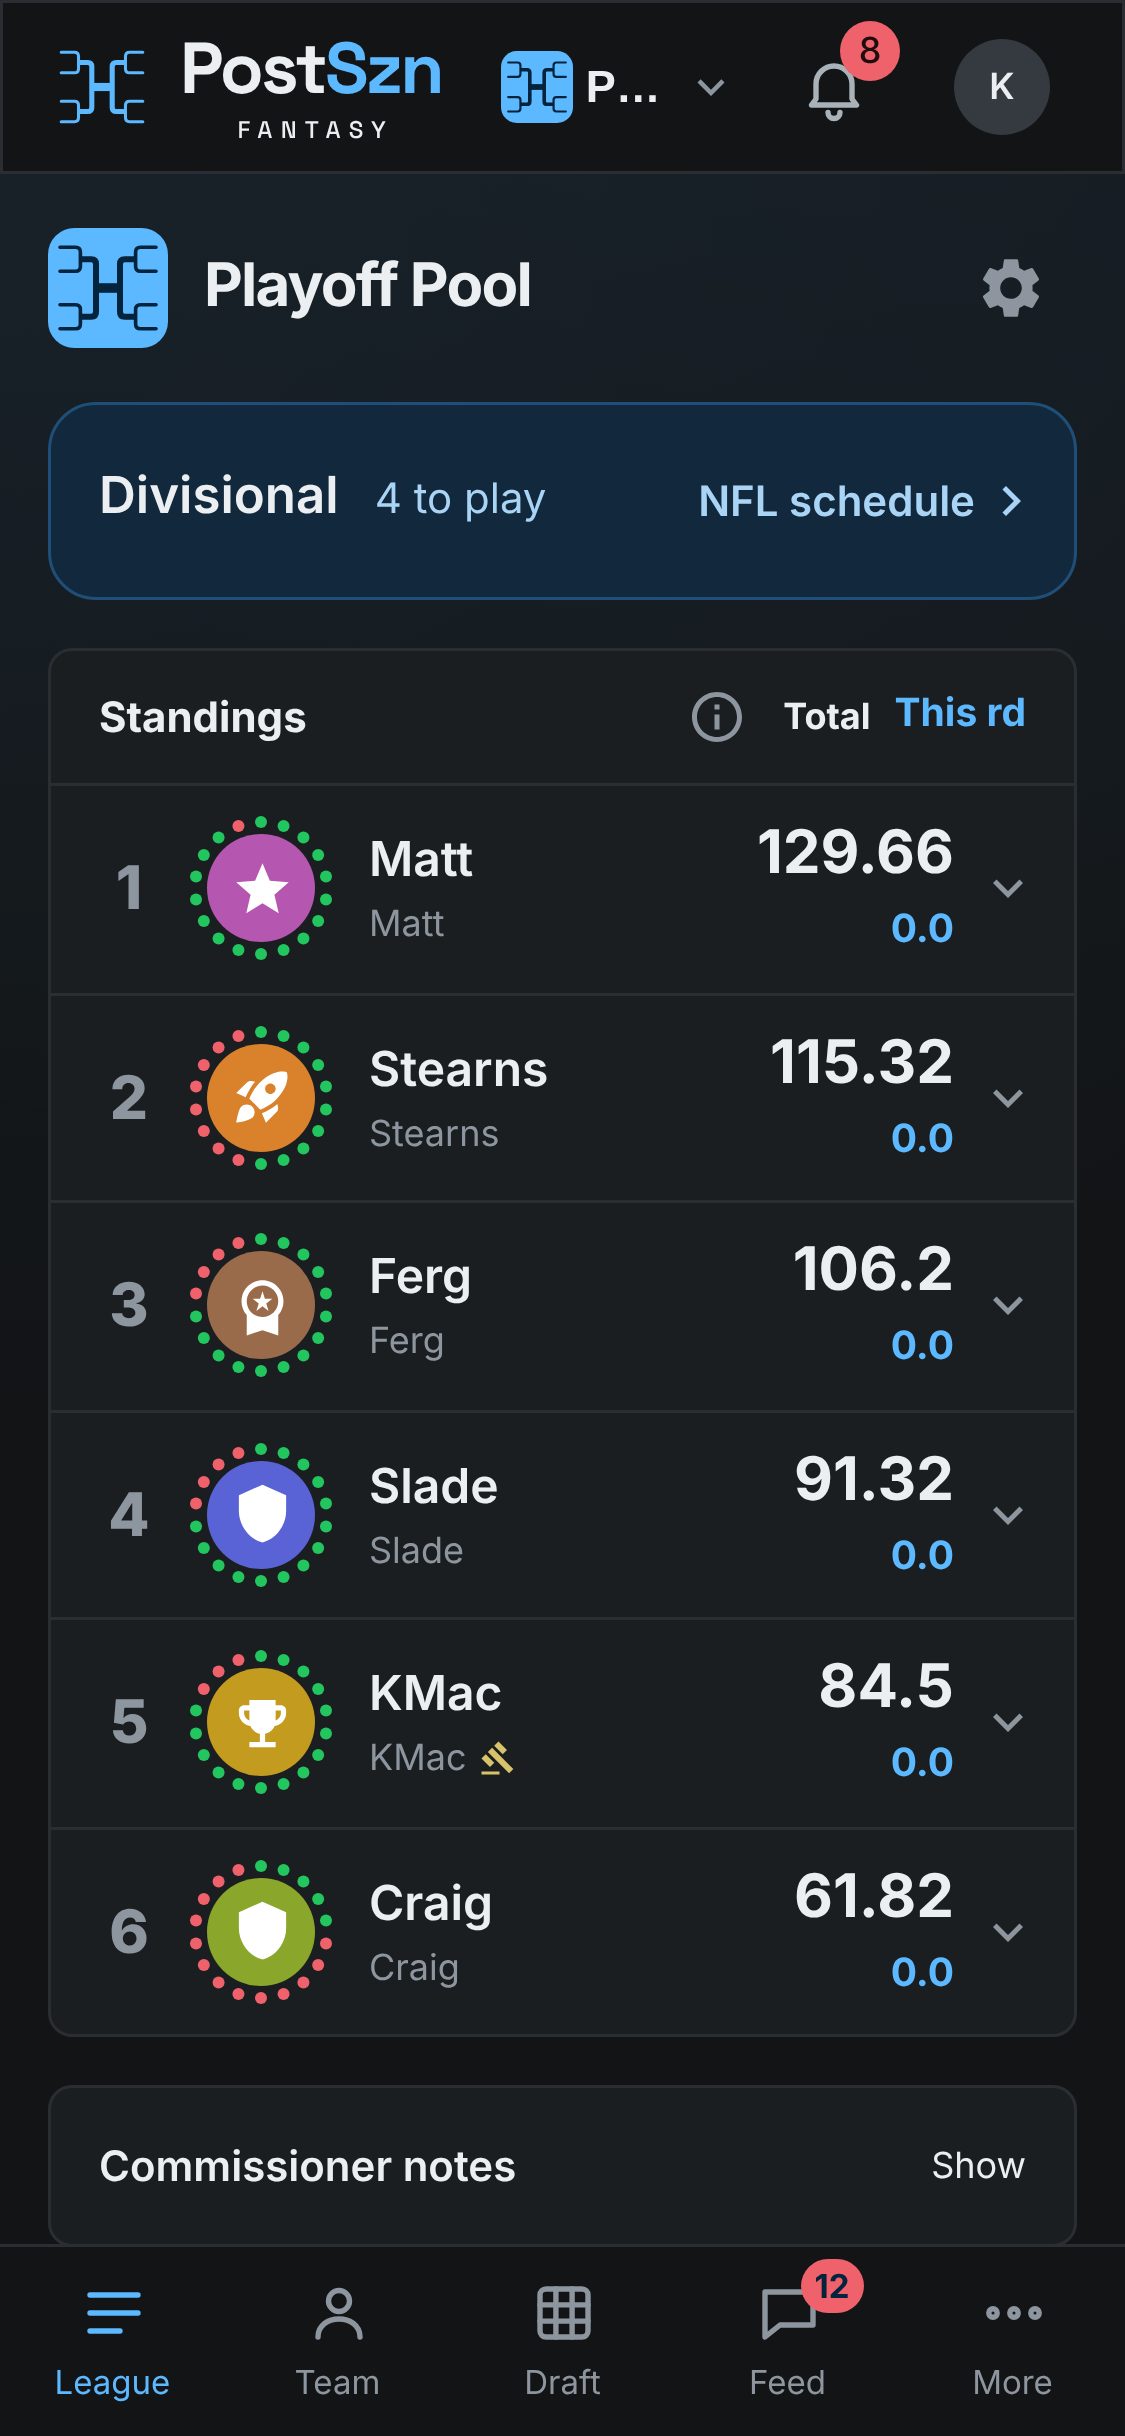 PostSzn
FANTASY
P...
8
K
Playoff Pool
Divisional 4 to play NFL schedule
Standings Total This rd
1 Matt 129.66
Matt 0.0
2 Stearns 115.32
Stearns 0.0
3 Ferg 106.2
Ferg 0.0
4 Slade 91.32
Slade 0.0
5 KMac 84.5
KMac 0.0
6 Craig 61.82
Craig 0.0
Commissioner notes Show
12
League Team Draft Feed More